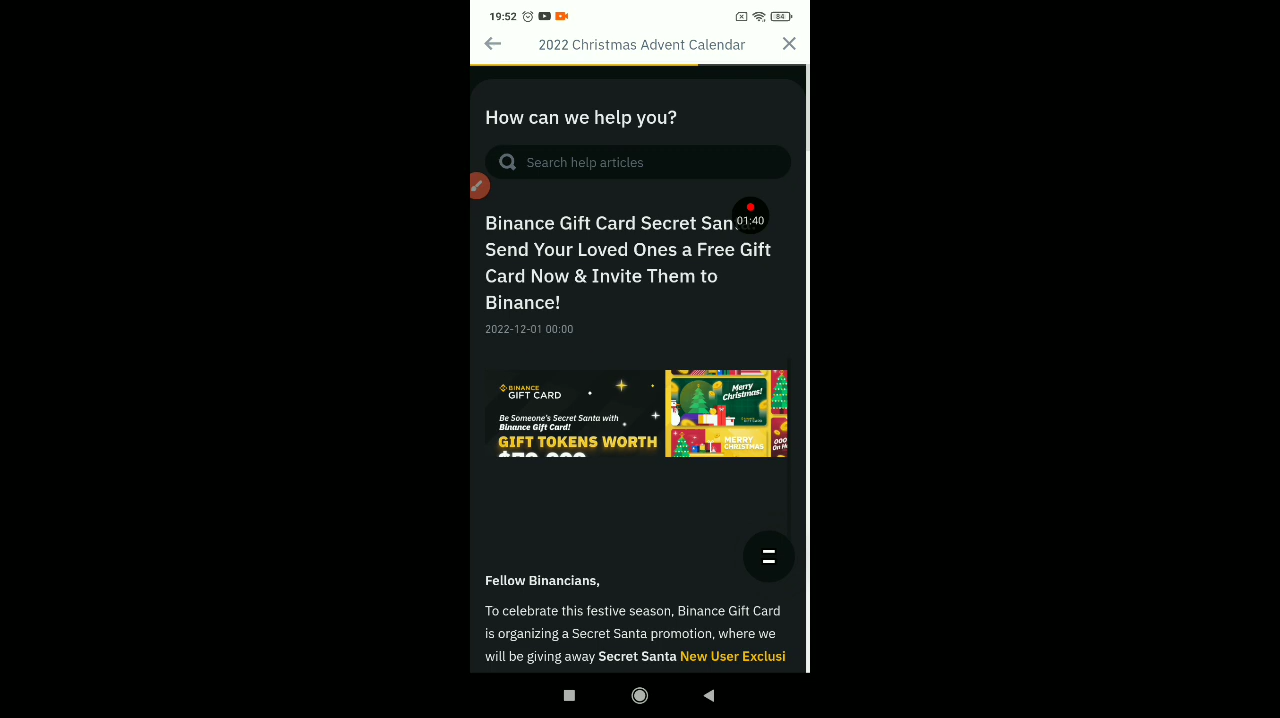 19:52
84
2022 Christmas Advent Calendar
How can we help you?
Search help articles
Binance Gift Card Secret San
01:40
Send Your Loved Ones a Free Gift
Card Now & Invite Them to
Binance!
2022-12-01 00:00
BINANCE
GIFT CARD
Be Someone's Secret Santa with
Binance Gift Card!
GIFT TOKENS WORTH
Merry
Christmas!
MERRY
CHRISTMAS
Fellow Binancians,
To celebrate this festive season, Binance Gift Card
is organizing a Secret Santa promotion, where we
will be giving away Secret Santa New User Exclusi